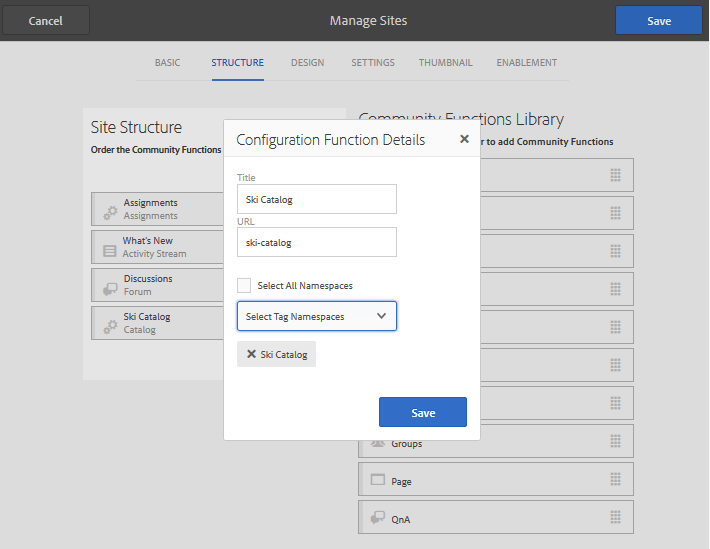 Cancel
Manage Sites
Save
BASIC
STRUCTURE
DESIGN
SETTINGS
THUMBNAIL
ENABLEMENT
Site Structure
Order the Community Functions
Assignments
Assignments
What's New
Activity Stream
Discussions
Forum
Ski Catalog
Catalog
Community Functions Library
to add Community Functions
Groups
Page
QnA
Configuration Function Details
Title
Ski Catalog
URL
ski-catalog
Select All Namespaces
Select Tag Namespaces
Ski Catalog
Save